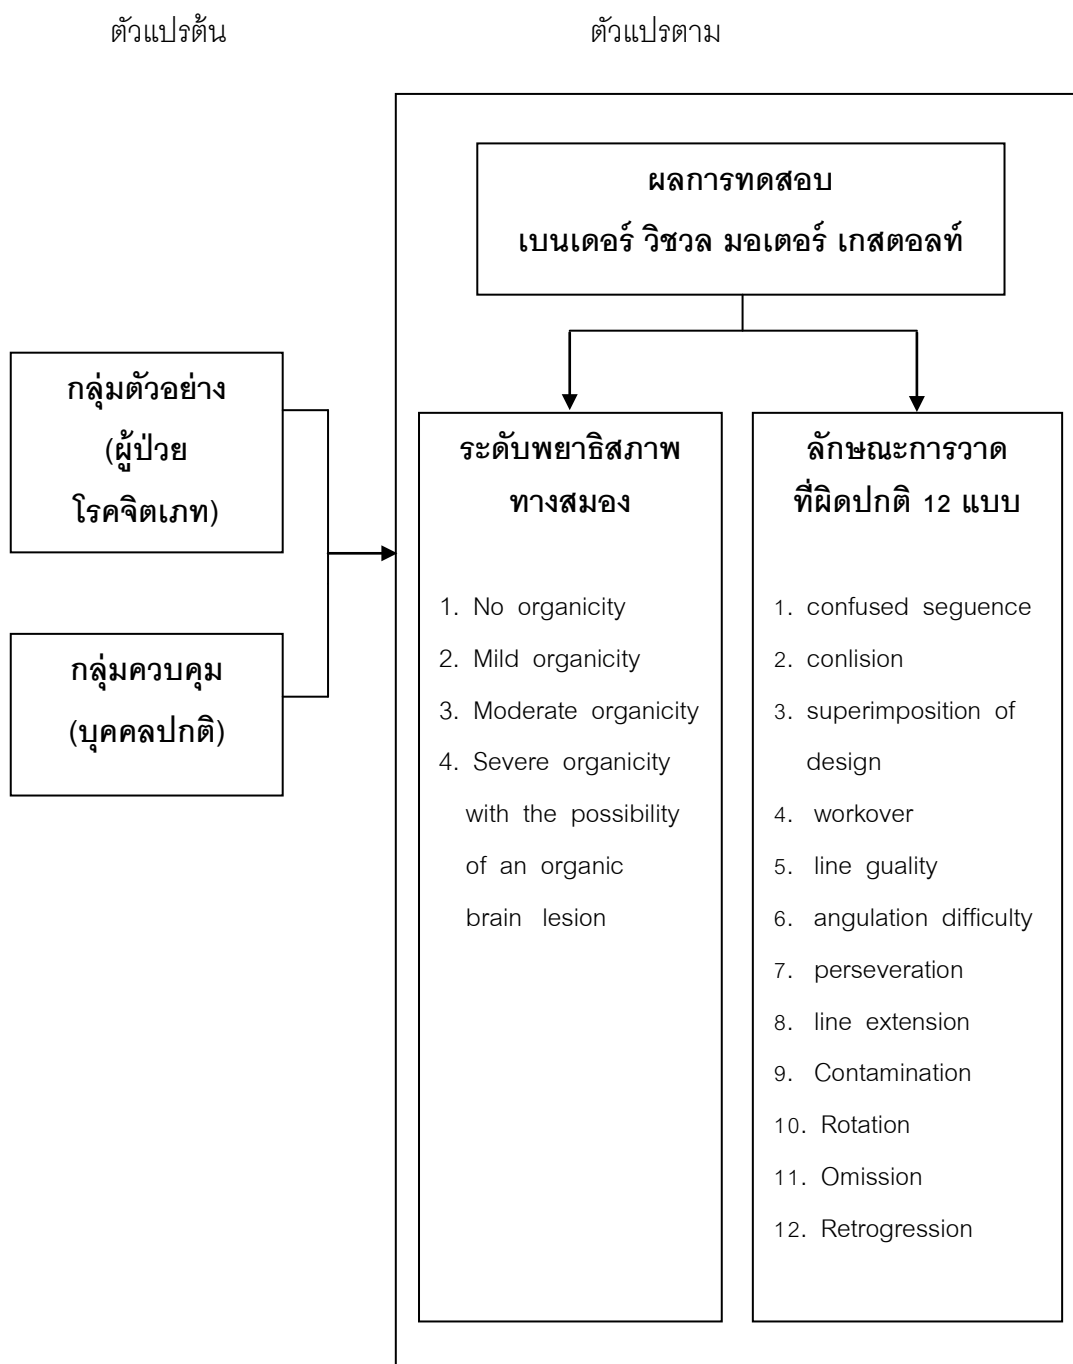 ตัวแปรต้น
ตัวแปรตาม
ผลการทดสอบ
เบนเดอร์ วิชวล มอเตอร์ เกสตอลท์
กลุ่มตัวอย่าง
(ผู้ป่วย
โรคจิตเภท)
กลุ่มควบคุม
(บุคคลปกติ)
ระดับพยาธิสภาพ
ทางสมอง
1. No organicity
2. Mild organicity
3. Moderate organicity
4. Severe organicity
with the possibility
of an organic
brain lesion
ลักษณะการวาด
ที่ผิดปกติ 12 แบบ
1. confused seguence
2. conlision
3. superimposition of
design
4. workover
5. line guality
6. angulation difficulty
7. perseveration
8. line extension
9. Contamination
10. Rotation
11. Omission
12. Retrogression